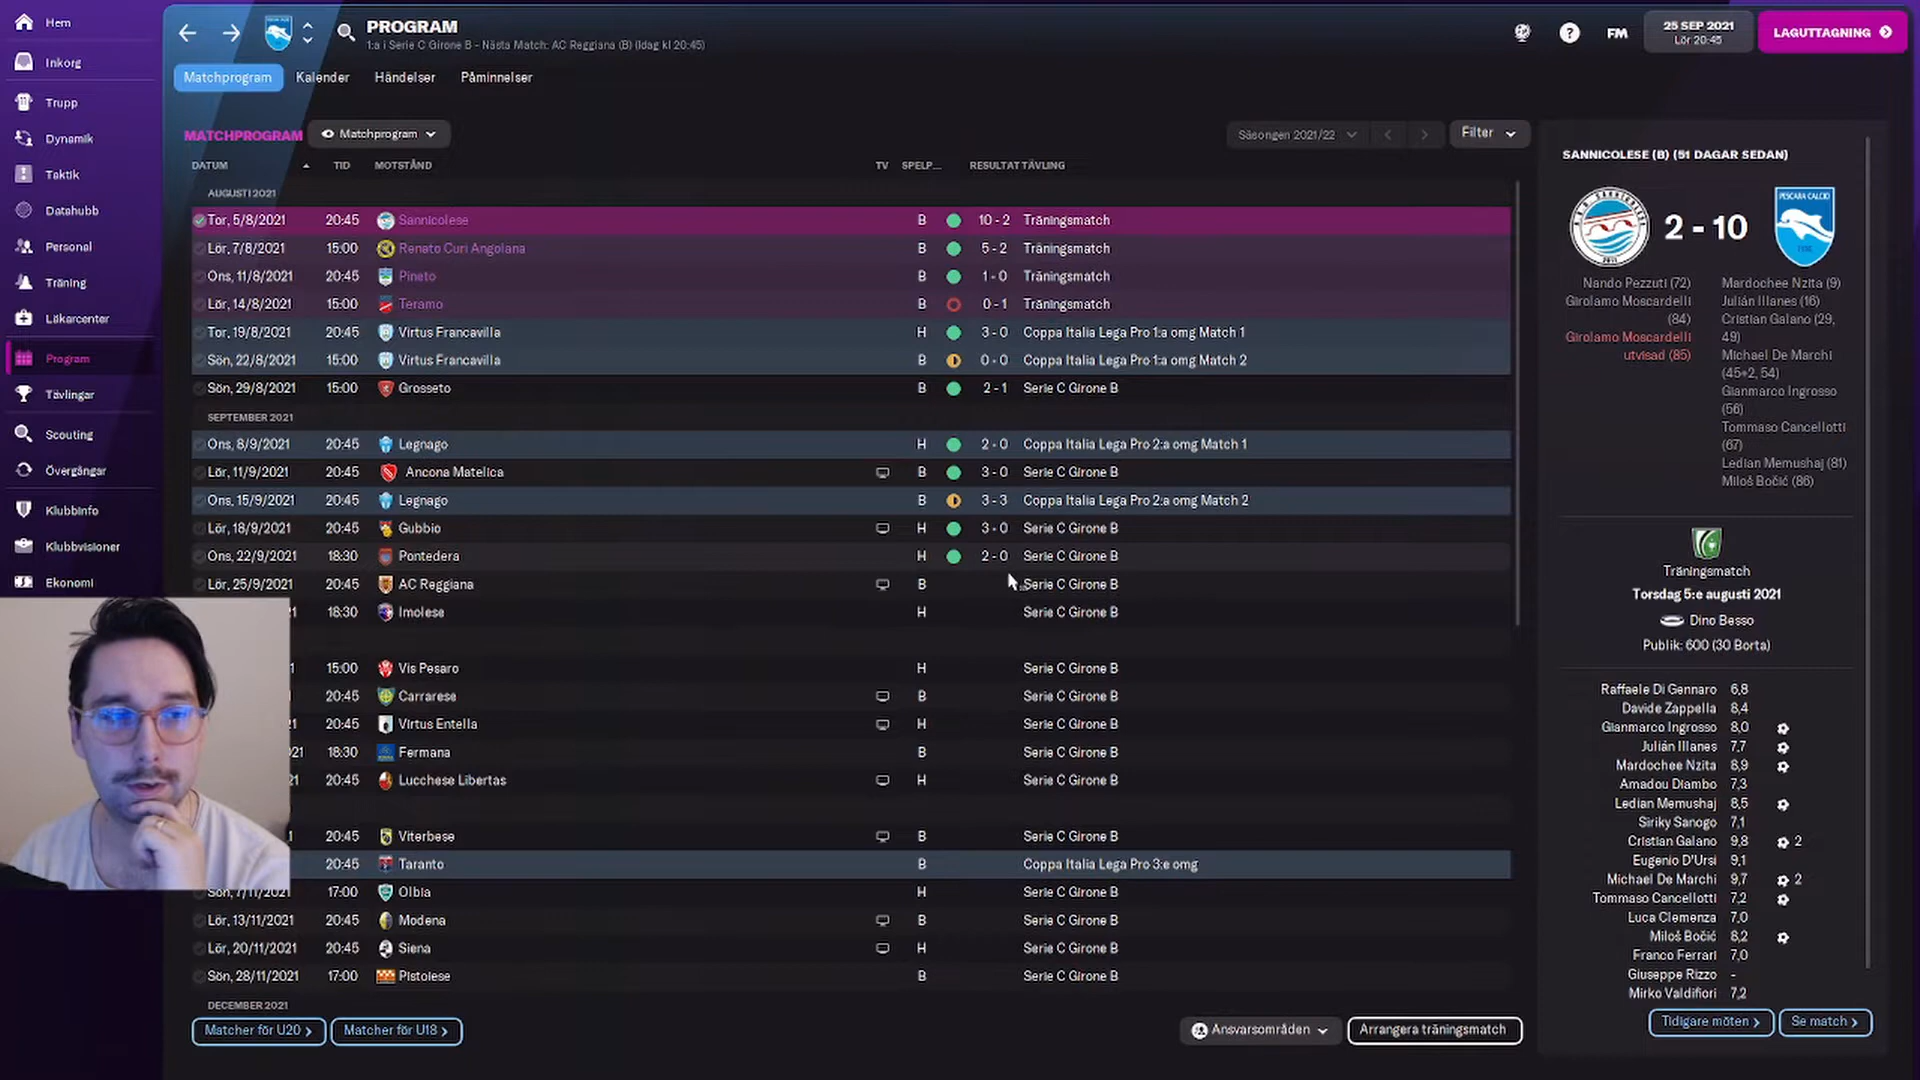 Hem
Inkorg
Trupp
Dynamik
Taktik
Datahubb
Personal
Träning
Läkarcenter
Program
Tävlingar
Scouting
Övergångar
Klubbinfo
Klubbvisioner
Ekonomi
PROGRAM
1:a i Serie C Girone B - Nästa Match: AC Reggiana (B) (Idag kl 20:45)
FM
25 SEP 2021
Lör 20:45
LAGUTTAGNING
Matchprogram Kalender Händelser Påminnelser
MATCHPROGRAM Matchprogram Säsongen 2021/22 Filter
DATUM TID MOTSTÅND TV SPELP... RESULTAT TÄVLING
AUGUSTI 2021
Tor, 5/8/2021 20:45 Sannicolese B 10 - 2 Träningsmatch
Lör, 7/8/2021 15:00 Renato Curi Angolana B 5 - 2 Träningsmatch
Ons, 11/8/2021 20:45 Pineto B 1 - 0 Träningsmatch
Lör, 14/8/2021 15:00 Teramo B 0 - 1 Träningsmatch
Tor, 19/8/2021 20:45 Virtus Francavilla H 3 - 0 Coppa Italia Lega Pro 1:a omg Match 1
Sön, 22/8/2021 15:00 Virtus Francavilla B 0 - 0 Coppa Italia Lega Pro 1:a omg Match 2
Sön, 29/8/2021 15:00 Grosseto B 2 - 1 Serie C Girone B
SEPTEMBER 2021
Ons, 8/9/2021 20:45 Legnago H 2 - 0 Coppa Italia Lega Pro 2:a omg Match 1
Lör, 11/9/2021 20:45 Ancona Matelica B 3 - 0 Serie C Girone B
Ons, 15/9/2021 20:45 Legnago B 3 - 3 Coppa Italia Lega Pro 2:a omg Match 2
Lör, 18/9/2021 20:45 Gubbio H 3 - 0 Serie C Girone B
Ons, 22/9/2021 18:30 Pontedera H 2 - 0 Serie C Girone B
Lör, 25/9/2021 20:45 AC Reggiana B Serie C Girone B
18:30 Imolese H Serie C Girone B
15:00 Vis Pesaro H Serie C Girone B
20:45 Carrarese B Serie C Girone B
20:45 Virtus Entella H Serie C Girone B
18:30 Fermana B Serie C Girone B
20:45 Lucchese Libertas H Serie C Girone B
20:45 Viterbese B Serie C Girone B
20:45 Taranto B Coppa Italia Lega Pro 3:e omg
Sön, 7/11/2021 17:00 Olbia H Serie C Girone B
Lör, 13/11/2021 20:45 Modena B Serie C Girone B
Lör, 20/11/2021 20:45 Siena H Serie C Girone B
Sön, 28/11/2021 17:00 Pistoiese B Serie C Girone B
DECEMBER 2021
Matcher för U20 Matcher för U18 Ansvarsområden Arrangera träningsmatch
SANNICOLESE (B) (51 DAGAR SEDAN)
PESCARA CALCIO
2 - 10
Nando Pezzuti (72)
Girolamo Moscardelli
(84)
Girolamo Moscardelli
utvisad (85)
Mardochee Nzita (9)
Julián Illanes (16)
Cristian Galano (29,
49)
Michael De Marchi
(45+2, 54)
Gianmarco Ingrosso
(56)
Tommaso Cancellotti
(67)
Ledian Memushaj (81)
Miloš Bočić (86)
Träningsmatch
Torsdag 5:e augusti 2021
Dino Besso
Publik: 600 (30 Borta)
Raffaele Di Gennaro 6,8
Davide Zappella 8,4
Gianmarco Ingrosso 8,0
Julián Illanes 7,7
Mardochee Nzita 8,9
Amadou Diambo 7,3
Ledian Memushaj 8,5
Siriky Sanogo 7,1
Cristian Galano 9,8 2
Eugenio D'Ursi 9,1
Michael De Marchi 9,7 2
Tommaso Cancellotti 7,2
Luca Clemenza 7,0
Miloš Bočić 8,2
Franco Ferrari 7,0
Giuseppe Rizzo -
Mirko Valdifiori 7,2
Tidigare möten Se match